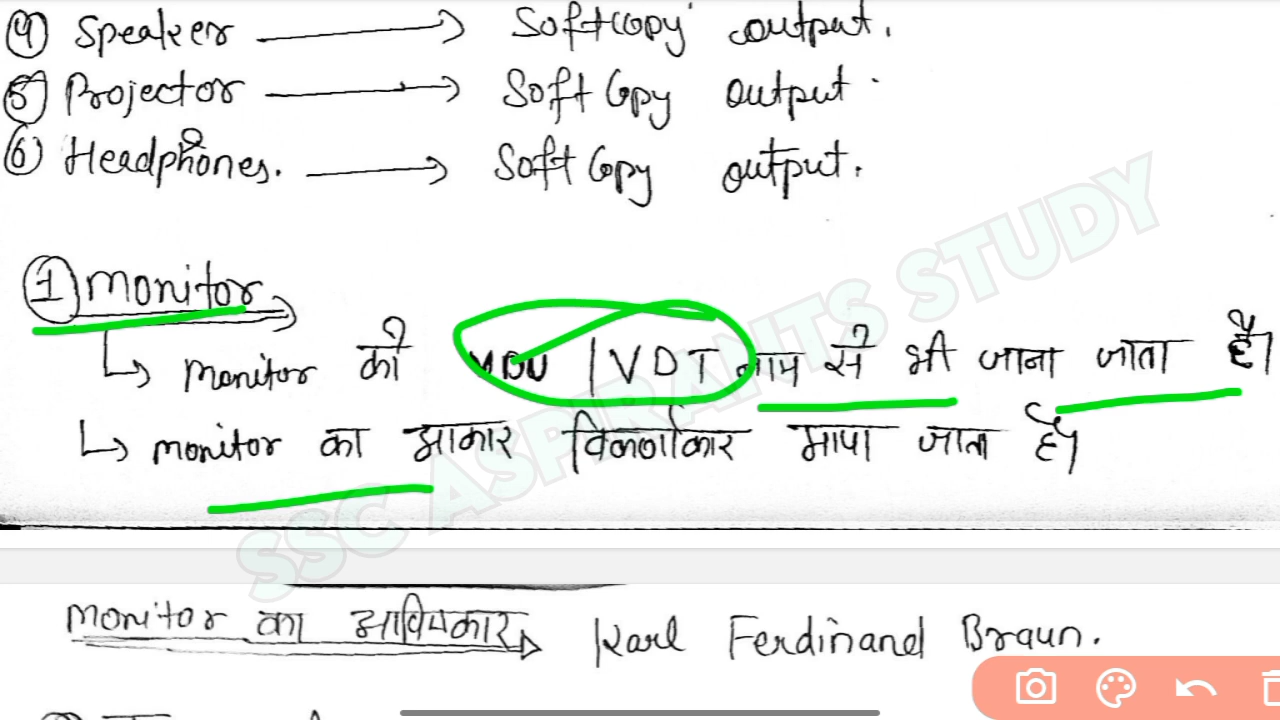 ④ Speaker → Softcopy output.
⑤ Projector → Soft Copy output.
⑥ Headphones. → Soft Copy output.
① monitor
↳ monitor को VDU | VDT नाम से भी जाना जाता है।
↳ monitor का आकार विकर्णाकार मापा जाता है।
SSC ASPIRANTS STUDY
monitor का आविष्कार → Karl Ferdinand Braun.